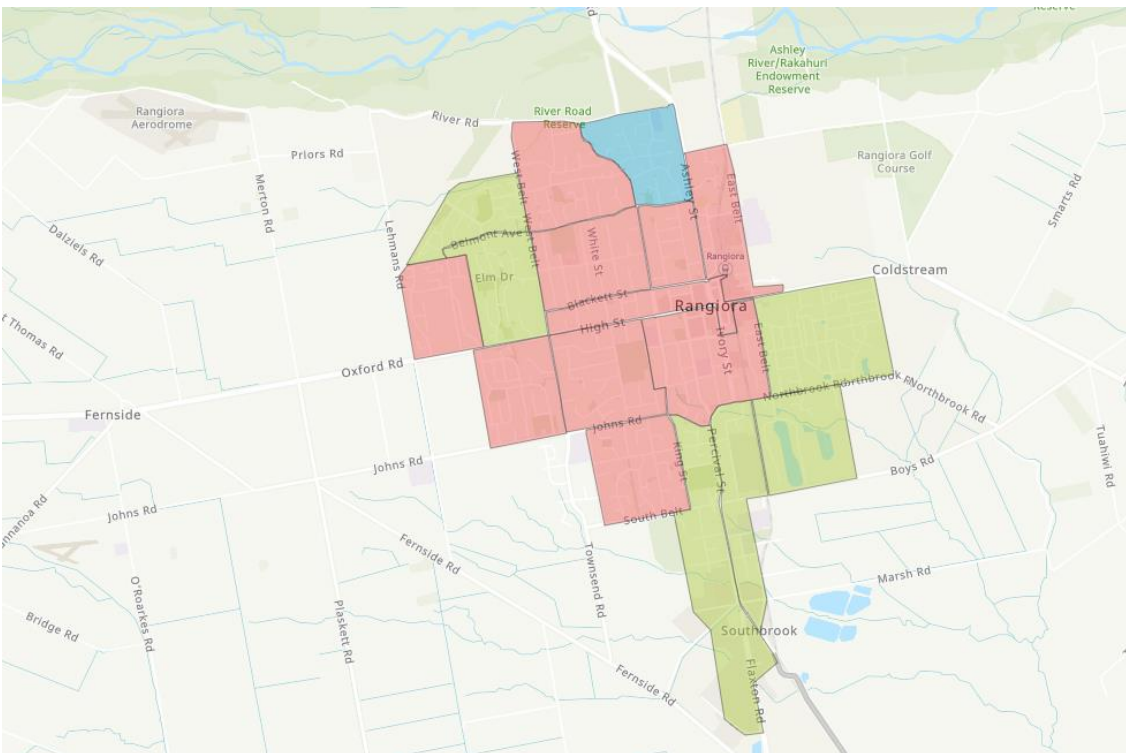 Reserve
Rd
Ashley
River/Rakahuri
Endowment
Reserve
Rangiora
Aerodrome
River Rd
River Road
Reserve
Priors Rd
Rangiora Golf
Course
West Belt
Ashley St
East Belt
Merton Rd
Smarts Rd
Lehmans Rd
Dalziels Rd
Belmont Ave
West Belt
White St
Elm Dr
Rangiora
Coldstream
Blackett St
Rangiora
High St
Ivory St
East Belt
t Thomas Rd
Oxford Rd
Northbrook
Northbrook Rd
Fernside
Johns Rd
King St
Percival St
Tuahiwi Rd
Johns Rd
Boys Rd
Johns Rd
South Belt
Fernside Rd
Townsend Rd
Marsh Rd
O'Roarkes Rd
Plaskett Rd
Bridge Rd
Southbrook
Fernside Rd
Flaxton Rd